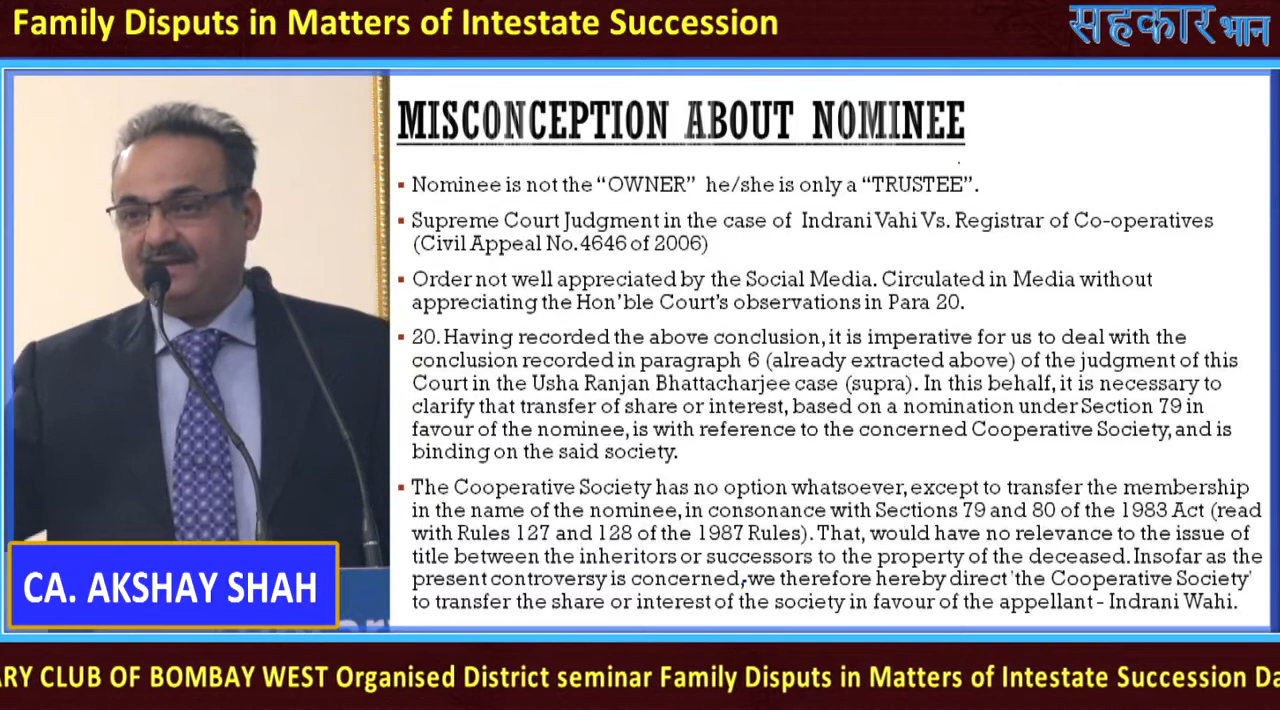 Family Disputs in Matters of Intestate Succession
सहकार भान
MISCONCEPTION ABOUT NOMINEE
▪ Nominee is not the “OWNER” he/she is only a “TRUSTEE”.
▪ Supreme Court Judgment in the case of Indrani Vahi Vs. Registrar of Co-operatives
(Civil Appeal No. 4646 of 2006)
▪ Order not well appreciated by the Social Media. Circulated in Media without
appreciating the Hon’ble Court’s observations in Para 20.
▪ 20. Having recorded the above conclusion, it is imperative for us to deal with the
conclusion recorded in paragraph 6 (already extracted above) of the judgment of this
Court in the Usha Ranjan Bhattacharjee case (supra). In this behalf, it is necessary to
clarify that transfer of share or interest, based on a nomination under Section 79 in
favour of the nominee, is with reference to the concerned Cooperative Society, and is
binding on the said society.
▪ The Cooperative Society has no option whatsoever, except to transfer the membership
in the name of the nominee, in consonance with Sections 79 and 80 of the 1983 Act (read
with Rules 127 and 128 of the 1987 Rules). That, would have no relevance to the issue of
title between the inheritors or successors to the property of the deceased. Insofar as the
present controversy is concerned, we therefore hereby direct 'the Cooperative Society'
to transfer the share or interest of the society in favour of the appellant - Indrani Wahi.
CA. AKSHAY SHAH
ARY CLUB OF BOMBAY WEST Organised District seminar Family Disputs in Matters of Intestate Succession Da